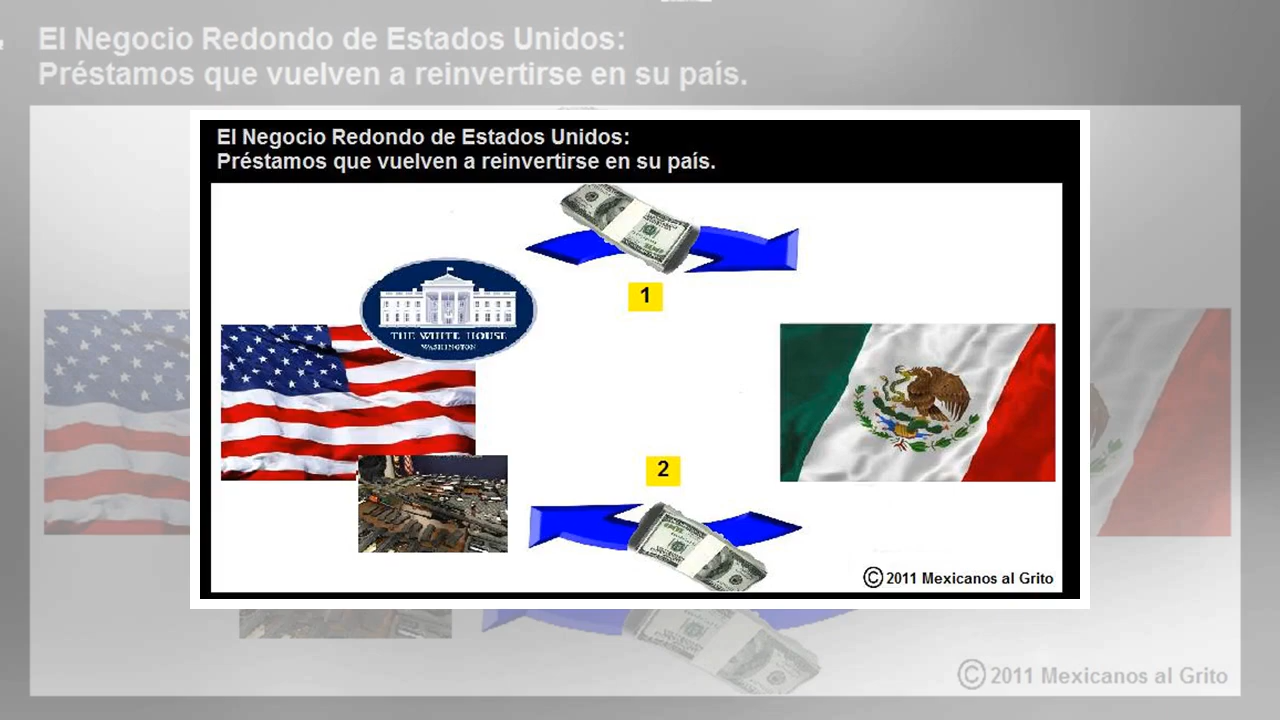 El Negocio Redondo de Estados Unidos:
Préstamos que vuelven a reinvertirse en su país.
El Negocio Redondo de Estados Unidos:
Préstamos que vuelven a reinvertirse en su país.
1
THE WHITE HOUSE
WASHINGTON
2
© 2011 Mexicanos al Grito
© 2011 Mexicanos al Grito